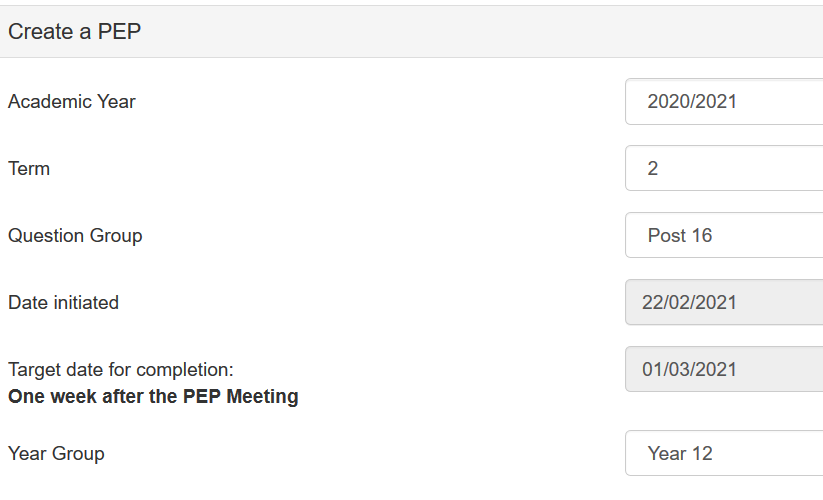 Create a PEP
Academic Year 2020/2021
Term 2
Question Group Post 16
Date initiated 22/02/2021
Target date for completion: 01/03/2021
One week after the PEP Meeting
Year Group Year 12